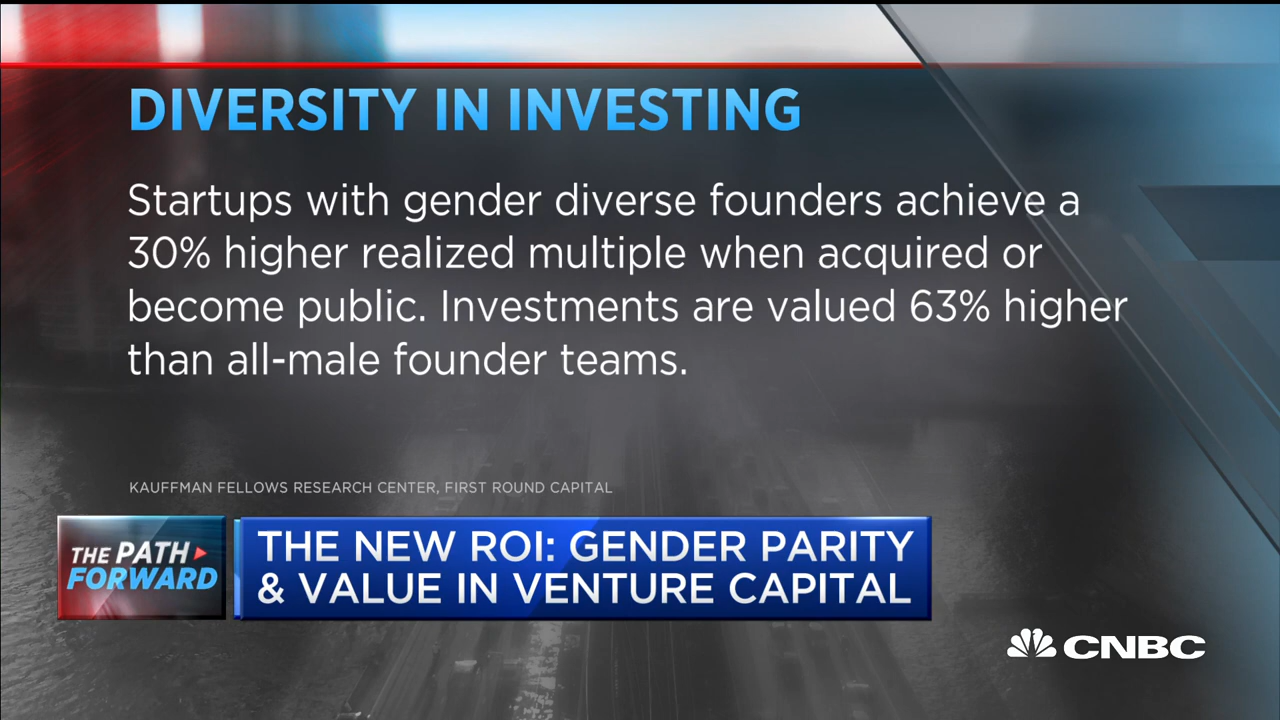 DIVERSITY IN INVESTING
Startups with gender diverse founders achieve a
30% higher realized multiple when acquired or
become public. Investments are valued 63% higher
than all-male founder teams.
KAUFFMAN FELLOWS RESEARCH CENTER, FIRST ROUND CAPITAL
THE PATH
FORWARD
THE NEW ROI: GENDER PARITY
& VALUE IN VENTURE CAPITAL
CNBC